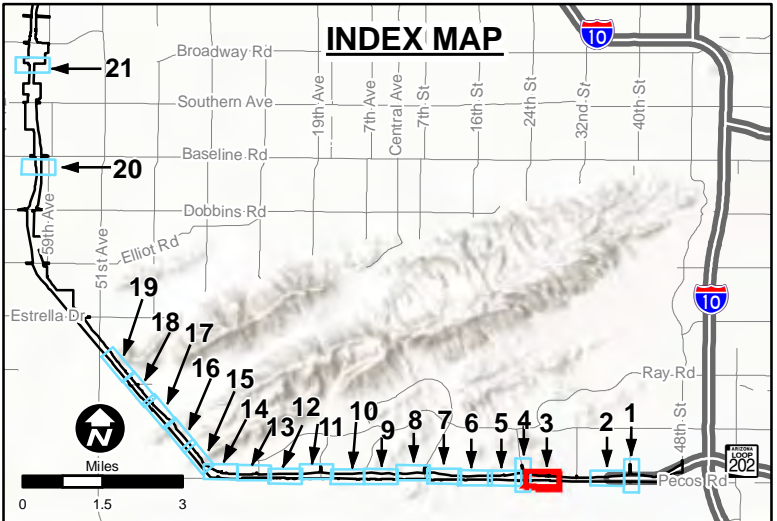 INDEX MAP
10
Broadway Rd
21
Southern Ave
19th Ave
7th Ave
Central Ave
7th St
16th St
24th St
32nd St
40th St
Baseline Rd
20
Dobbins Rd
59th Ave
51st Ave
Elliot Rd
10
Estrella Dr
19
18
17
16
15
14
13
12
11
10
9
8
7
6
5
4
3
2
1
Ray Rd
48th St
ARIZONA
LOOP
202
Pecos Rd
N
Miles
0 1.5 3